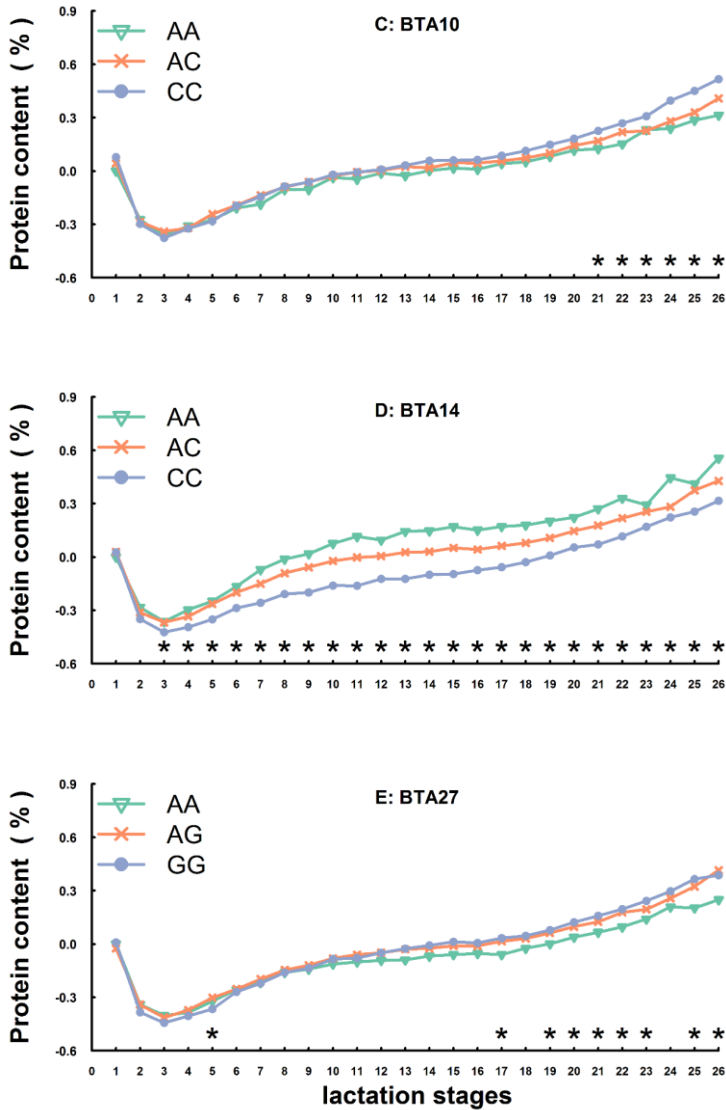 0.9
C: BTA10
AA
AC
CC
0.6
0.3
0.0
-0.3
-0.6
Protein content ( % )
* * * * * *
0 1 2 3 4 5 6 7 8 9 10 11 12 13 14 15 16 17 18 19 20 21 22 23 24 25 26
0.9
D: BTA14
AA
AC
CC
0.6
0.3
0.0
-0.3
-0.6
Protein content ( % )
* * * * * * * * * * * * * * * * * * * * * * * *
0 1 2 3 4 5 6 7 8 9 10 11 12 13 14 15 16 17 18 19 20 21 22 23 24 25 26
0.9
E: BTA27
AA
AG
GG
0.6
0.3
0.0
-0.3
-0.6
Protein content ( % )
* * * * * * * * *
0 1 2 3 4 5 6 7 8 9 10 11 12 13 14 15 16 17 18 19 20 21 22 23 24 25 26
lactation stages